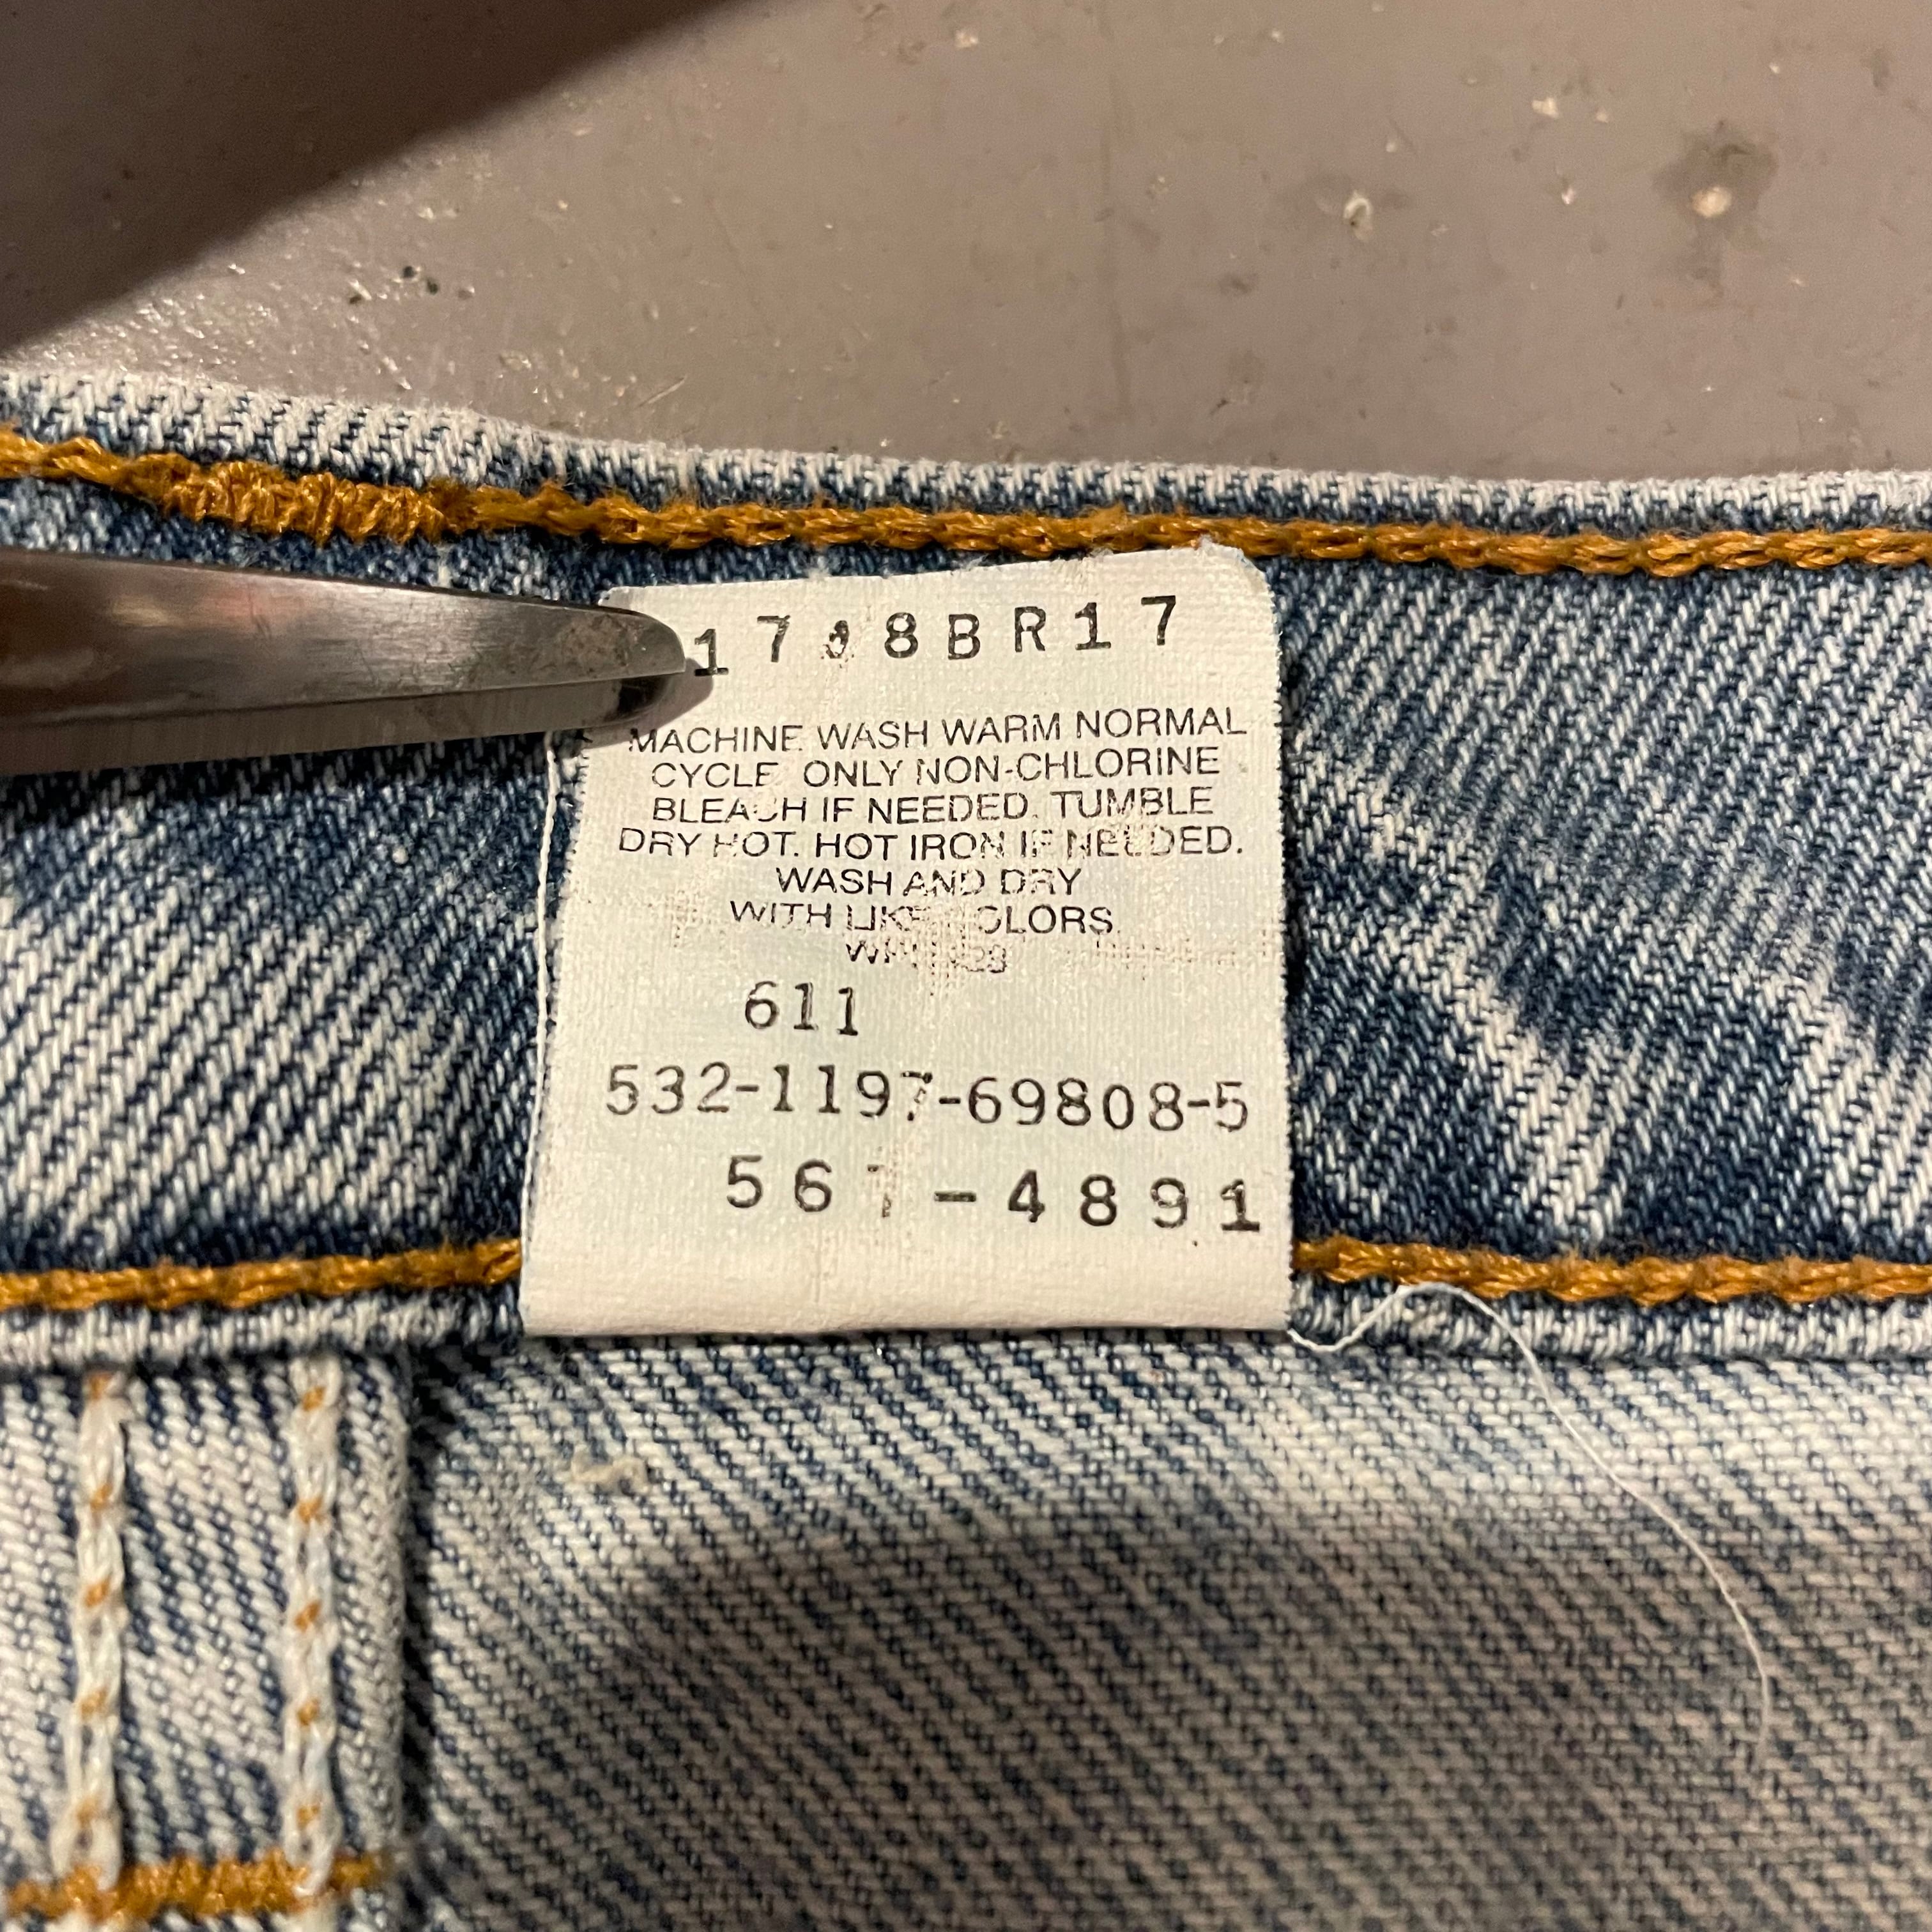 MACHINE WASH WARM NORMAL
CYCLE. ONLY NON-CHLORINE
BLEACH IF NEEDED. TUMBLE
DRY HOT. HOT IRON IF NEEDED.
WASH AND DRY
WITH LIKE COLORS
611
532-1197-69808-5
-4891